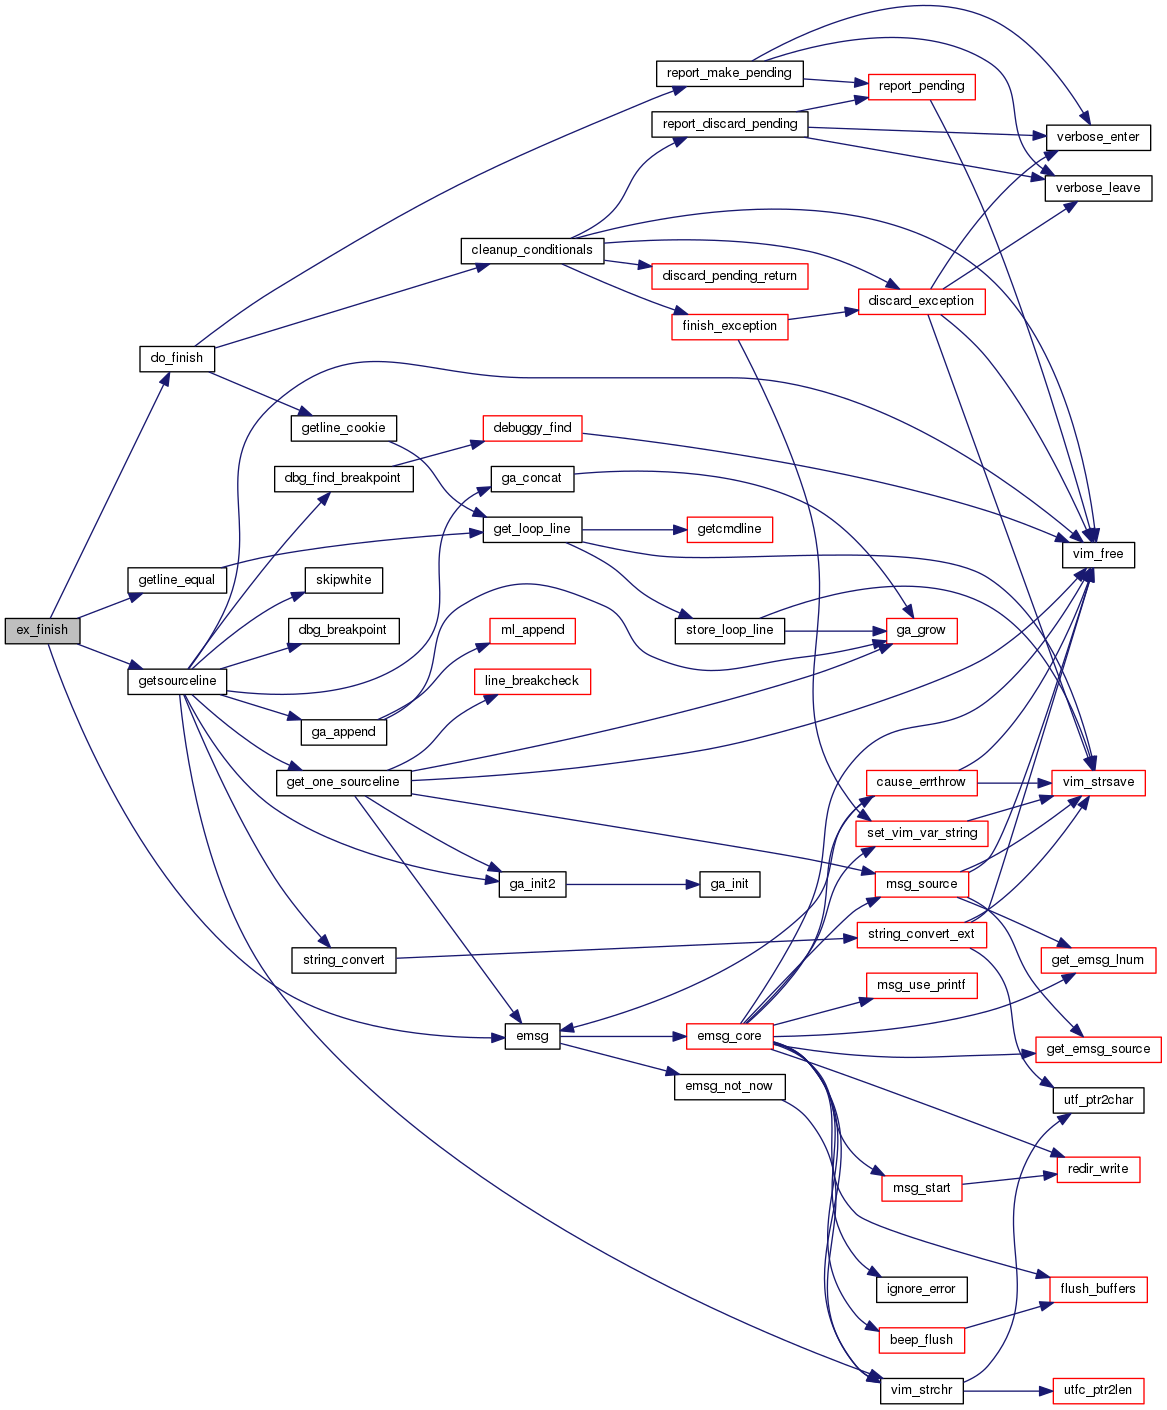 report_make_pending
report_pending
report_discard_pending
verbose_enter
verbose_leave
cleanup_conditionals
discard_pending_return
discard_exception
finish_exception
do_finish
getline_cookie
debuggy_find
dbg_find_breakpoint
ga_concat
get_loop_line
getcmdline
vim_free
getline_equal
skipwhite
ex_finish
dbg_breakpoint
ml_append
store_loop_line
ga_grow
getsourceline
line_breakcheck
ga_append
get_one_sourceline
cause_errthrow
vim_strsave
set_vim_var_string
ga_init2
ga_init
msg_source
string_convert_ext
string_convert
get_emsg_lnum
msg_use_printf
emsg
emsg_core
get_emsg_source
emsg_not_now
utf_ptr2char
redir_write
msg_start
ignore_error
flush_buffers
beep_flush
vim_strchr
utfc_ptr2len